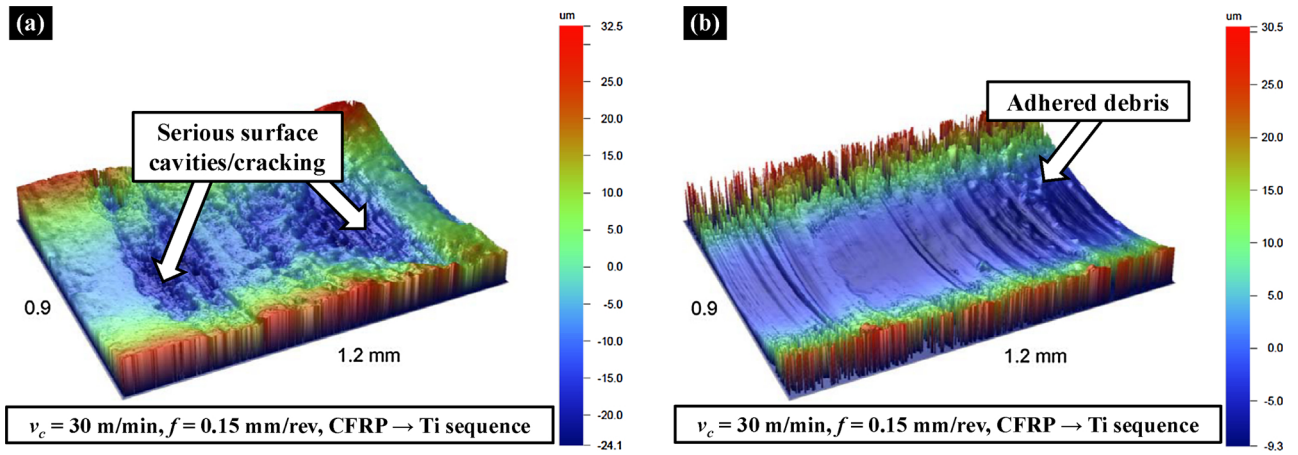 (a)
um
32.5
25.0
20.0
15.0
10.0
5.0
0.0
-5.0
-10.0
-15.0
-20.0
-24.1
Serious surface
cavities/cracking
0.9
1.2 mm
v_c = 30 m/min, f = 0.15 mm/rev, CFRP → Ti sequence
(b)
um
30.5
25.0
20.0
15.0
10.0
5.0
0.0
-5.0
-9.3
Adhered debris
0.9
1.2 mm
v_c = 30 m/min, f = 0.15 mm/rev, CFRP → Ti sequence